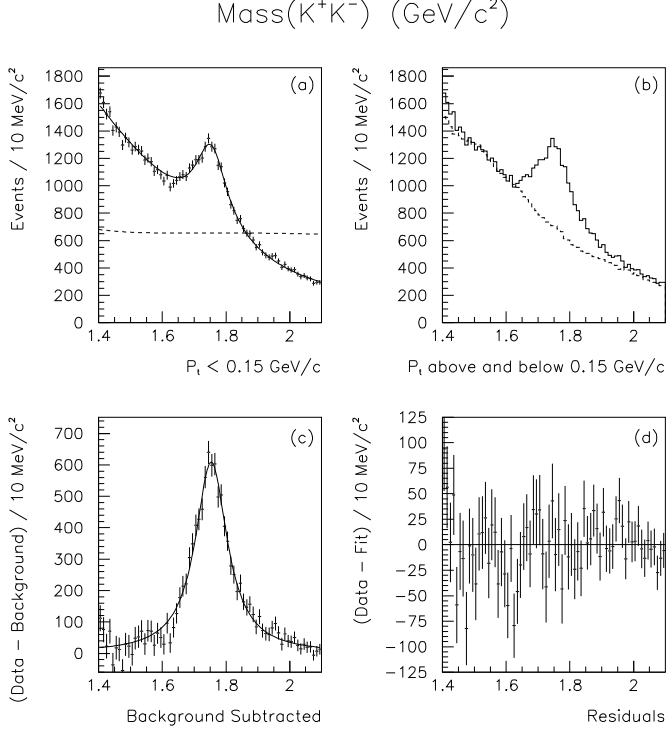 Mass(K⁺K⁻) (GeV/c²)
Events / 10 MeV/c²
1800
1600
1400
1200
1000
800
600
400
200
0
(a)
1.4 1.6 1.8 2
Pₜ < 0.15 GeV/c
Events / 10 MeV/c²
1800
1600
1400
1200
1000
800
600
400
200
0
(b)
1.4 1.6 1.8 2
Pₜ above and below 0.15 GeV/c
(Data − Background) / 10 MeV/c²
700
600
500
400
300
200
100
0
(c)
1.4 1.6 1.8 2
Background Subtracted
(Data − Fit) / 10 MeV/c²
125
100
75
50
25
0
−25
−50
−75
−100
−125
(d)
1.4 1.6 1.8 2
Residuals